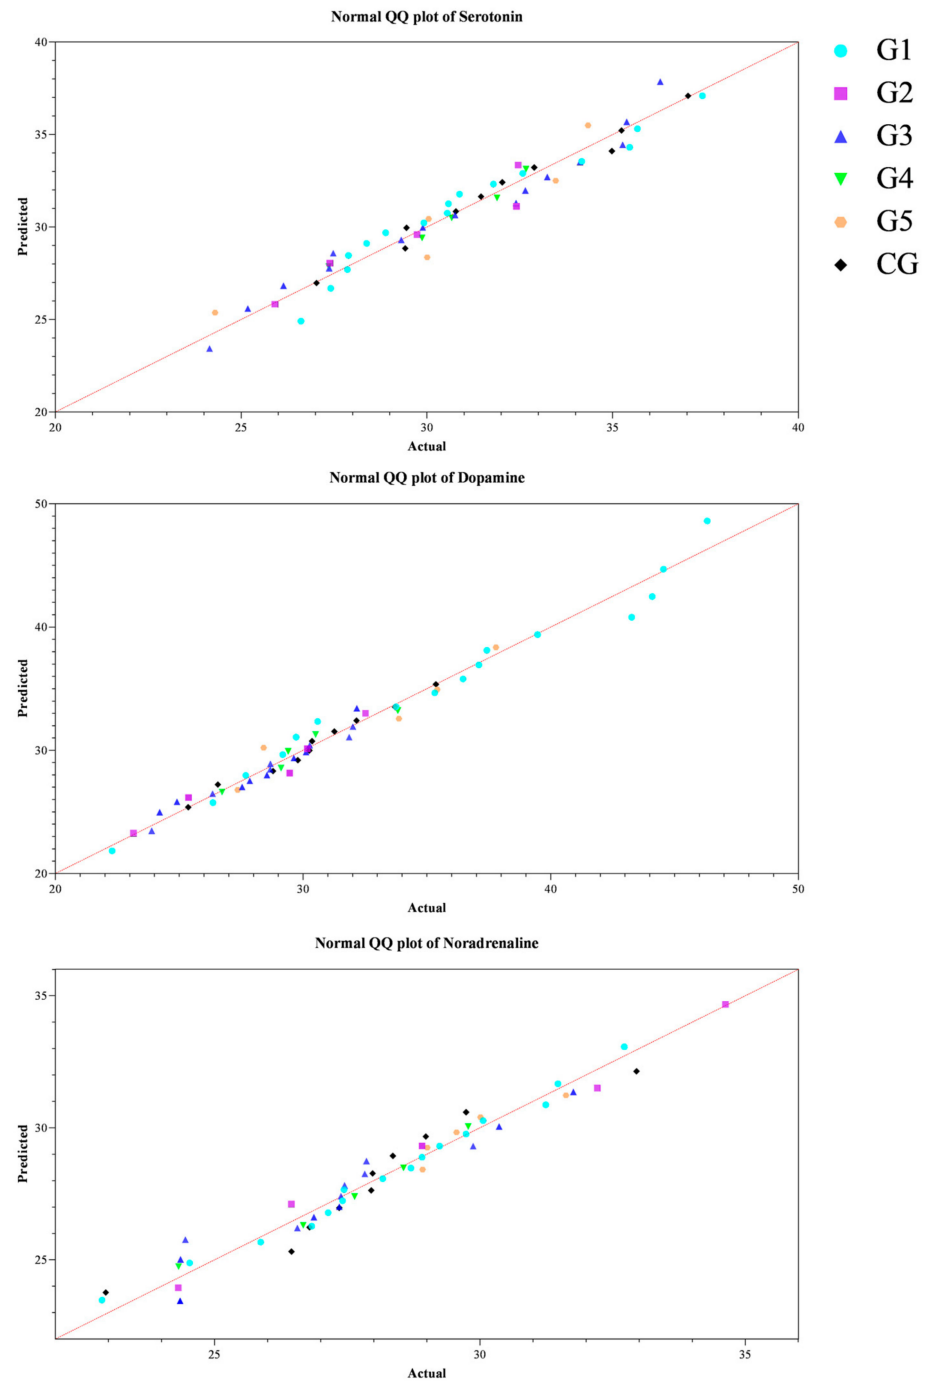 Normal QQ plot of Serotonin
40
35
30
25
20
Predicted
20 25 30 35 40
Actual
G1
G2
G3
G4
G5
CG
Normal QQ plot of Dopamine
50
40
30
20
Predicted
20 30 40 50
Actual
Normal QQ plot of Noradrenaline
35
30
25
Predicted
25 30 35
Actual